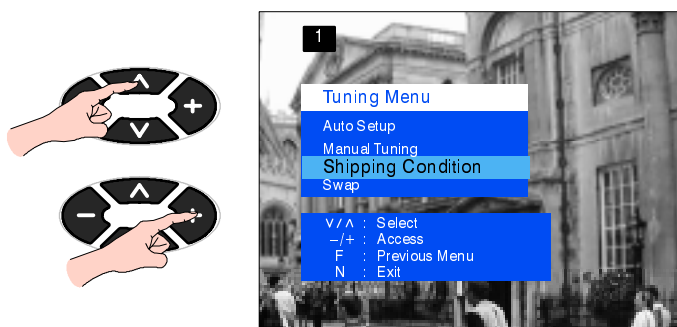 1
Tuning Menu
Auto Setup
Manual Tuning
Shipping Condition
Swap
∨/∧ : Select
−/+ : Access
F : Previous Menu
N : Exit